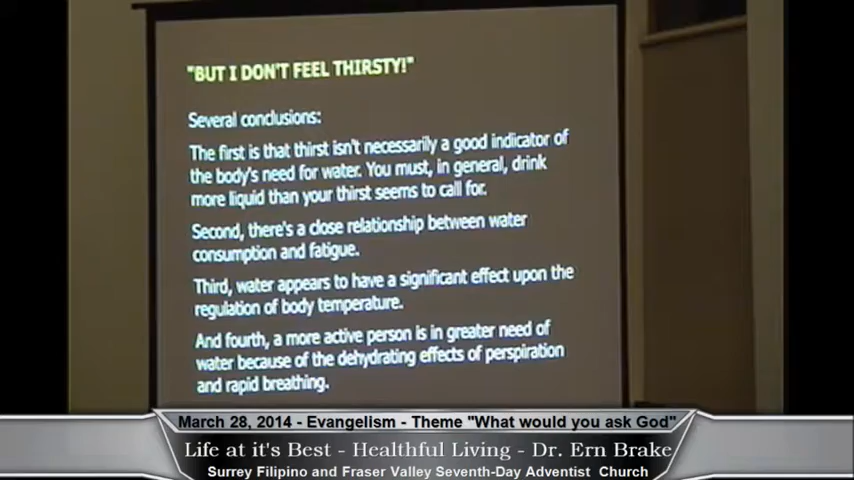 "BUT I DON'T FEEL THIRSTY!"
Several conclusions:
The first is that thirst isn't necessarily a good indicator of
the body's need for water. You must, in general, drink
more liquid than your thirst seems to call for.
Second, there's a close relationship between water
consumption and fatigue.
Third, water appears to have a significant effect upon the
regulation of body temperature.
And fourth, a more active person is in greater need of
water because of the dehydrating effects of perspiration
and rapid breathing.
March 28, 2014 - Evangelism - Theme "What would you ask God"
Life at it's Best - Healthful Living - Dr. Ern Brake
Surrey Filipino and Fraser Valley Seventh-Day Adventist Church